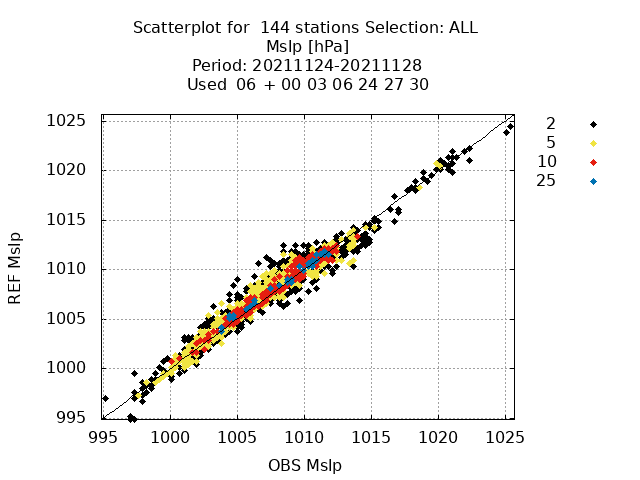 Scatterplot for  144 stations Selection: ALL
Mslp [hPa]
Period: 20211124-20211128
Used  06 + 00 03 06 24 27 30
2
5
10
25
1025
1020
1015
1010
1005
1000
995
REF Mslp
995 1000 1005 1010 1015 1020 1025
OBS Mslp